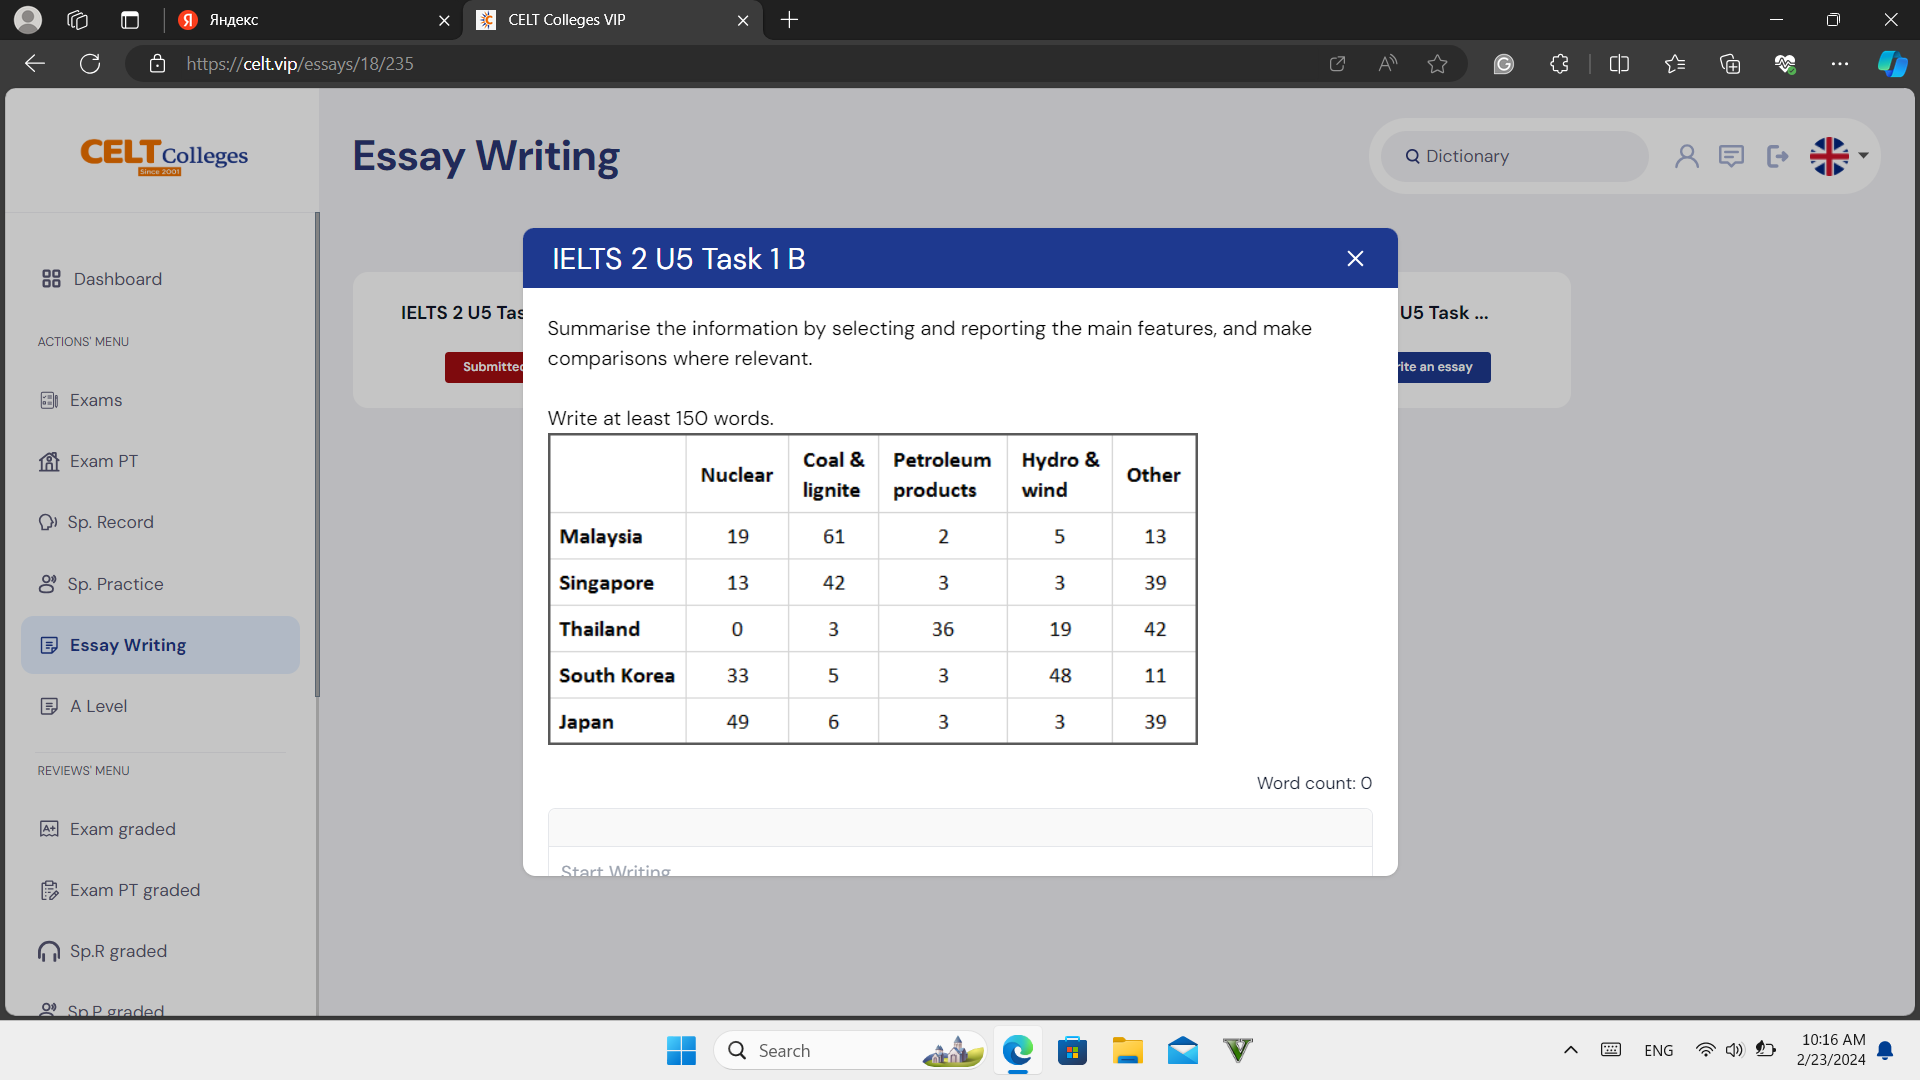 Яндекс
CELT Colleges VIP
https://celt.vip/essays/18/235
CELT Colleges
Since 2001
Essay Writing
Dictionary
Dashboard
ACTIONS' MENU
Exams
Exam PT
Sp. Record
Sp. Practice
Essay Writing
A Level
REVIEWS' MENU
Exam graded
Exam PT graded
Sp.R graded
Sp.P graded
IELTS 2 U5 Tas
Submitted
U5 Task ...
ite an essay
IELTS 2 U5 Task 1 B
Summarise the information by selecting and reporting the main features, and make
comparisons where relevant.
Write at least 150 words.
Nuclear Coal & lignite Petroleum products Hydro & wind Other
Malaysia 19 61 2 5 13
Singapore 13 42 3 3 39
Thailand 0 3 36 19 42
South Korea 33 5 3 48 11
Japan 49 6 3 3 39
Word count: 0
Start Writing
Search
ENG
10:16 AM
2/23/2024